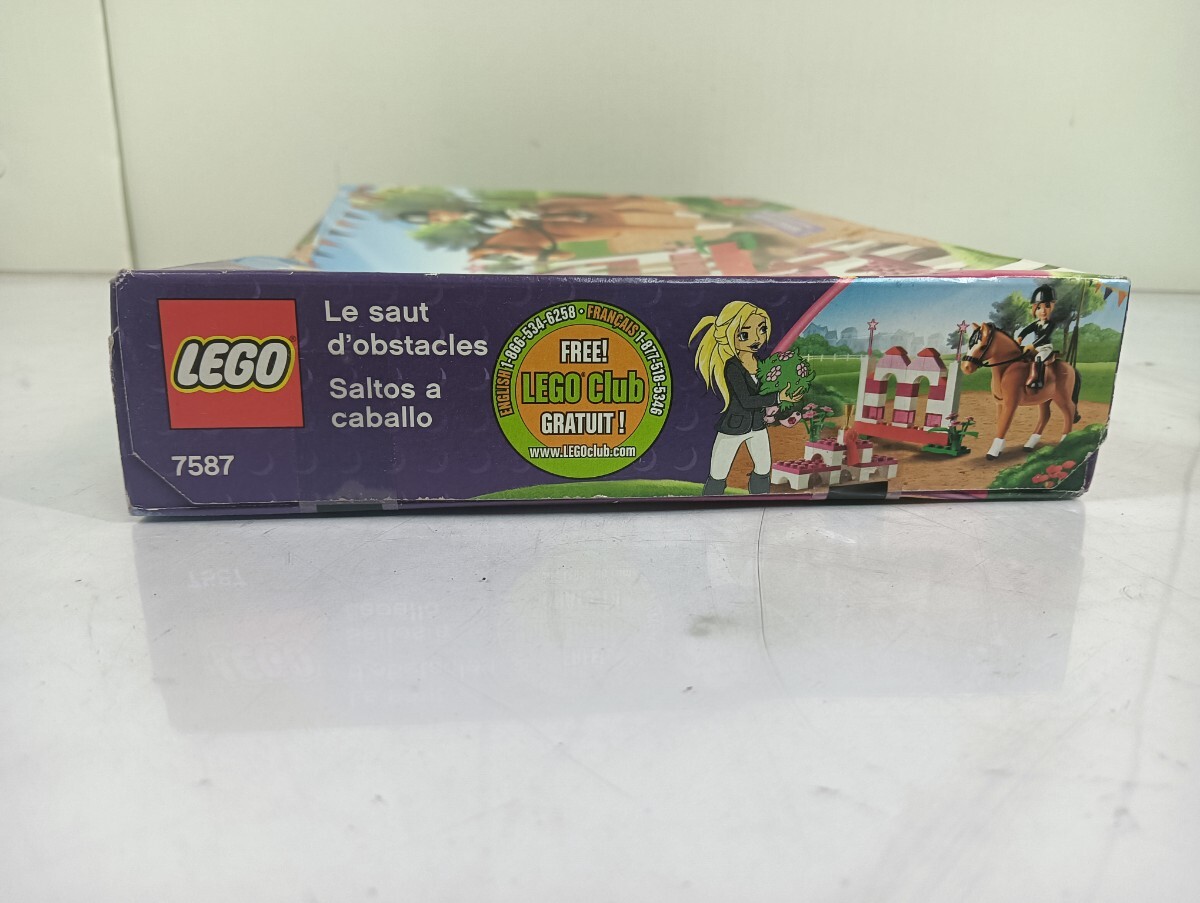 LEGO®
Le saut
d'obstacles
Saltos a
caballo
7587
ENGLISH 1-866-534-6258 • FRANÇAIS 1-877-518-5346
FREE!
LEGO® Club
GRATUIT !
www.LEGOclub.com